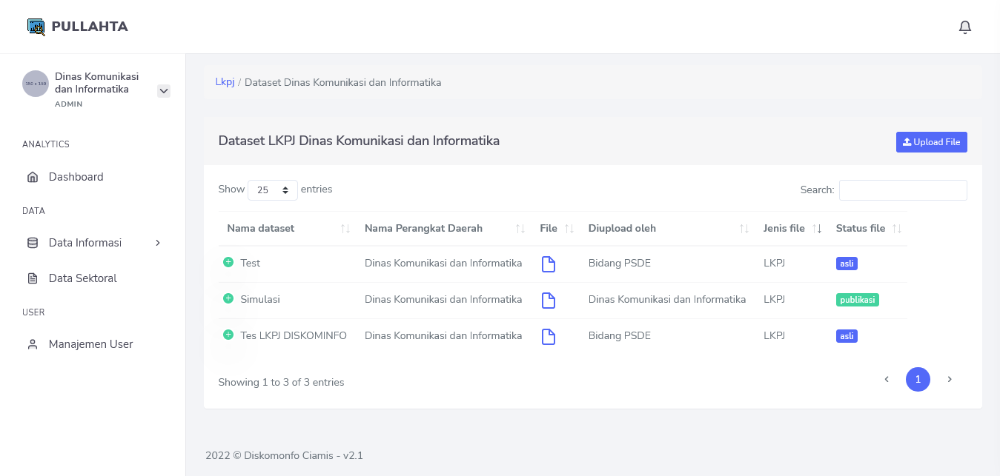 PULLAHTA
150 x 150
Dinas Komunikasi
dan Informatika
ADMIN
ANALYTICS
Dashboard
DATA
Data Informasi
Data Sektoral
USER
Manajemen User
Lkpj / Dataset Dinas Komunikasi dan Informatika
Dataset LKPJ Dinas Komunikasi dan Informatika
Upload File
Show 25 entries
Search:
Nama dataset Nama Perangkat Daerah File Diupload oleh Jenis file Status file
Test Dinas Komunikasi dan Informatika Bidang PSDE LKPJ asli
Simulasi Dinas Komunikasi dan Informatika Dinas Komunikasi dan Informatika LKPJ publikasi
Tes LKPJ DISKOMINFO Dinas Komunikasi dan Informatika Bidang PSDE LKPJ asli
Showing 1 to 3 of 3 entries
1
2022 © Diskomonfo Ciamis - v2.1